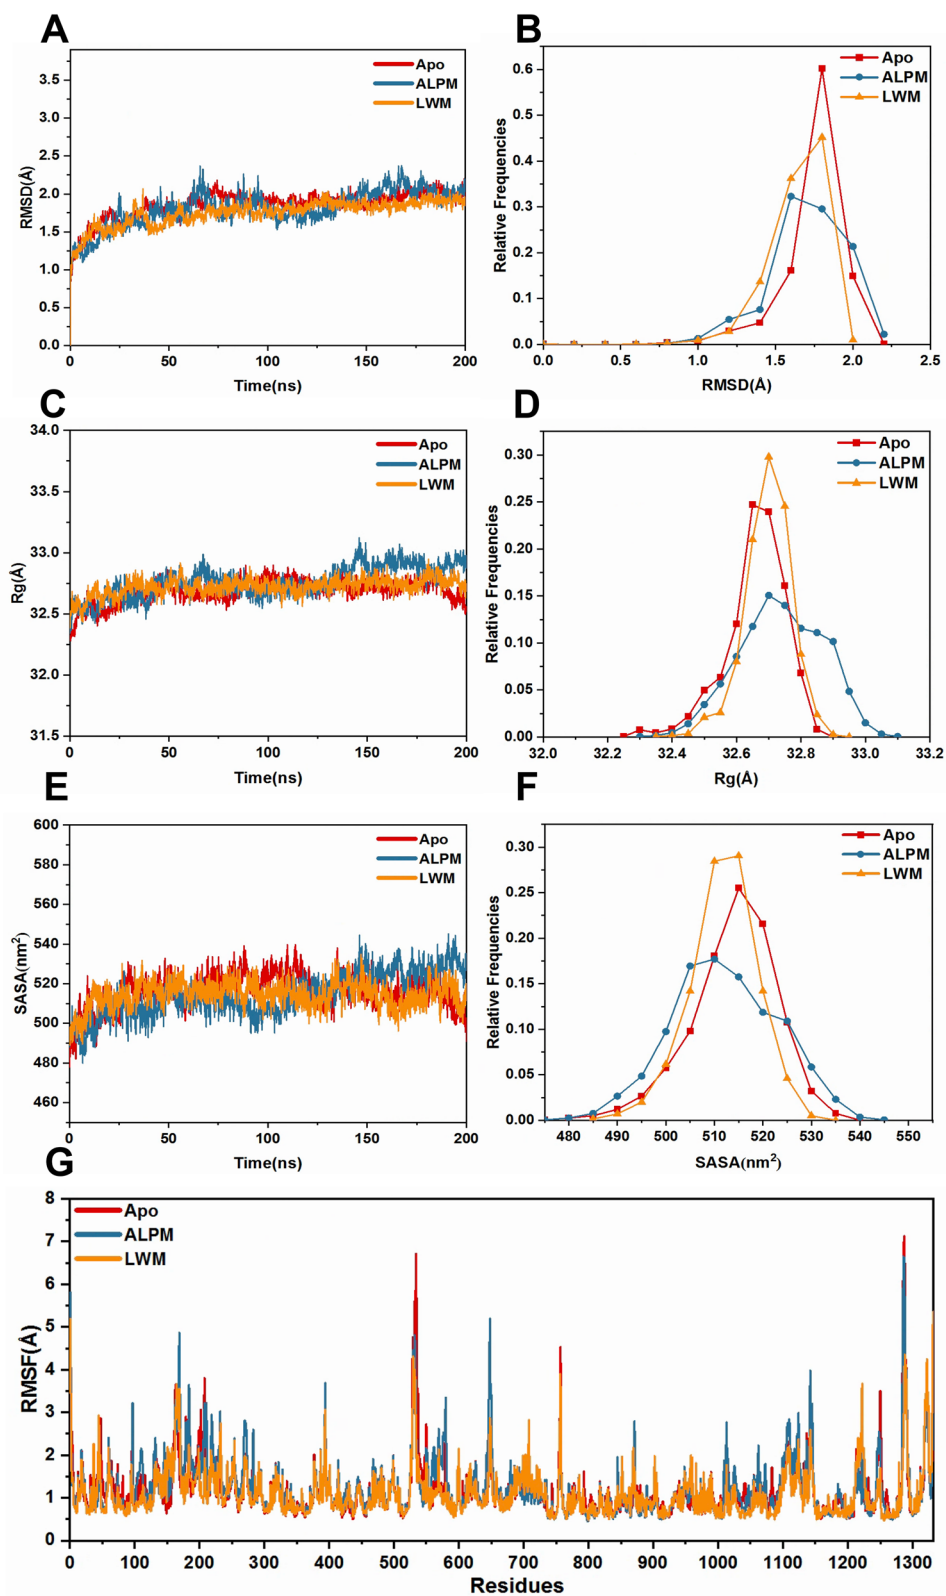 A
Apo
ALPM
LWM
3.5
3.0
2.5
2.0
1.5
1.0
0.5
0.0
RMSD(Å)
0 50 100 150 200
Time(ns)
B
Apo
ALPM
LWM
0.6
0.5
0.4
0.3
0.2
0.1
0.0
Relative Frequencies
0.0 0.5 1.0 1.5 2.0 2.5
RMSD(Å)
C
Apo
ALPM
LWM
34.0
33.5
33.0
32.5
32.0
31.5
Rg(Å)
0 50 100 150 200
Time(ns)
D
Apo
ALPM
LWM
0.30
0.25
0.20
0.15
0.10
0.05
0.00
Relative Frequencies
32.0 32.2 32.4 32.6 32.8 33.0 33.2
Rg(Å)
E
Apo
ALPM
LWM
600
580
560
540
520
500
480
460
SASA(nm²)
0 50 100 150 200
Time(ns)
F
Apo
ALPM
LWM
0.30
0.25
0.20
0.15
0.10
0.05
0.00
Relative Frequencies
480 490 500 510 520 530 540 550
SASA(nm²)
G
Apo
ALPM
LWM
8
7
6
5
4
3
2
1
0
RMSF(Å)
0 100 200 300 400 500 600 700 800 900 1000 1100 1200 1300
Residues